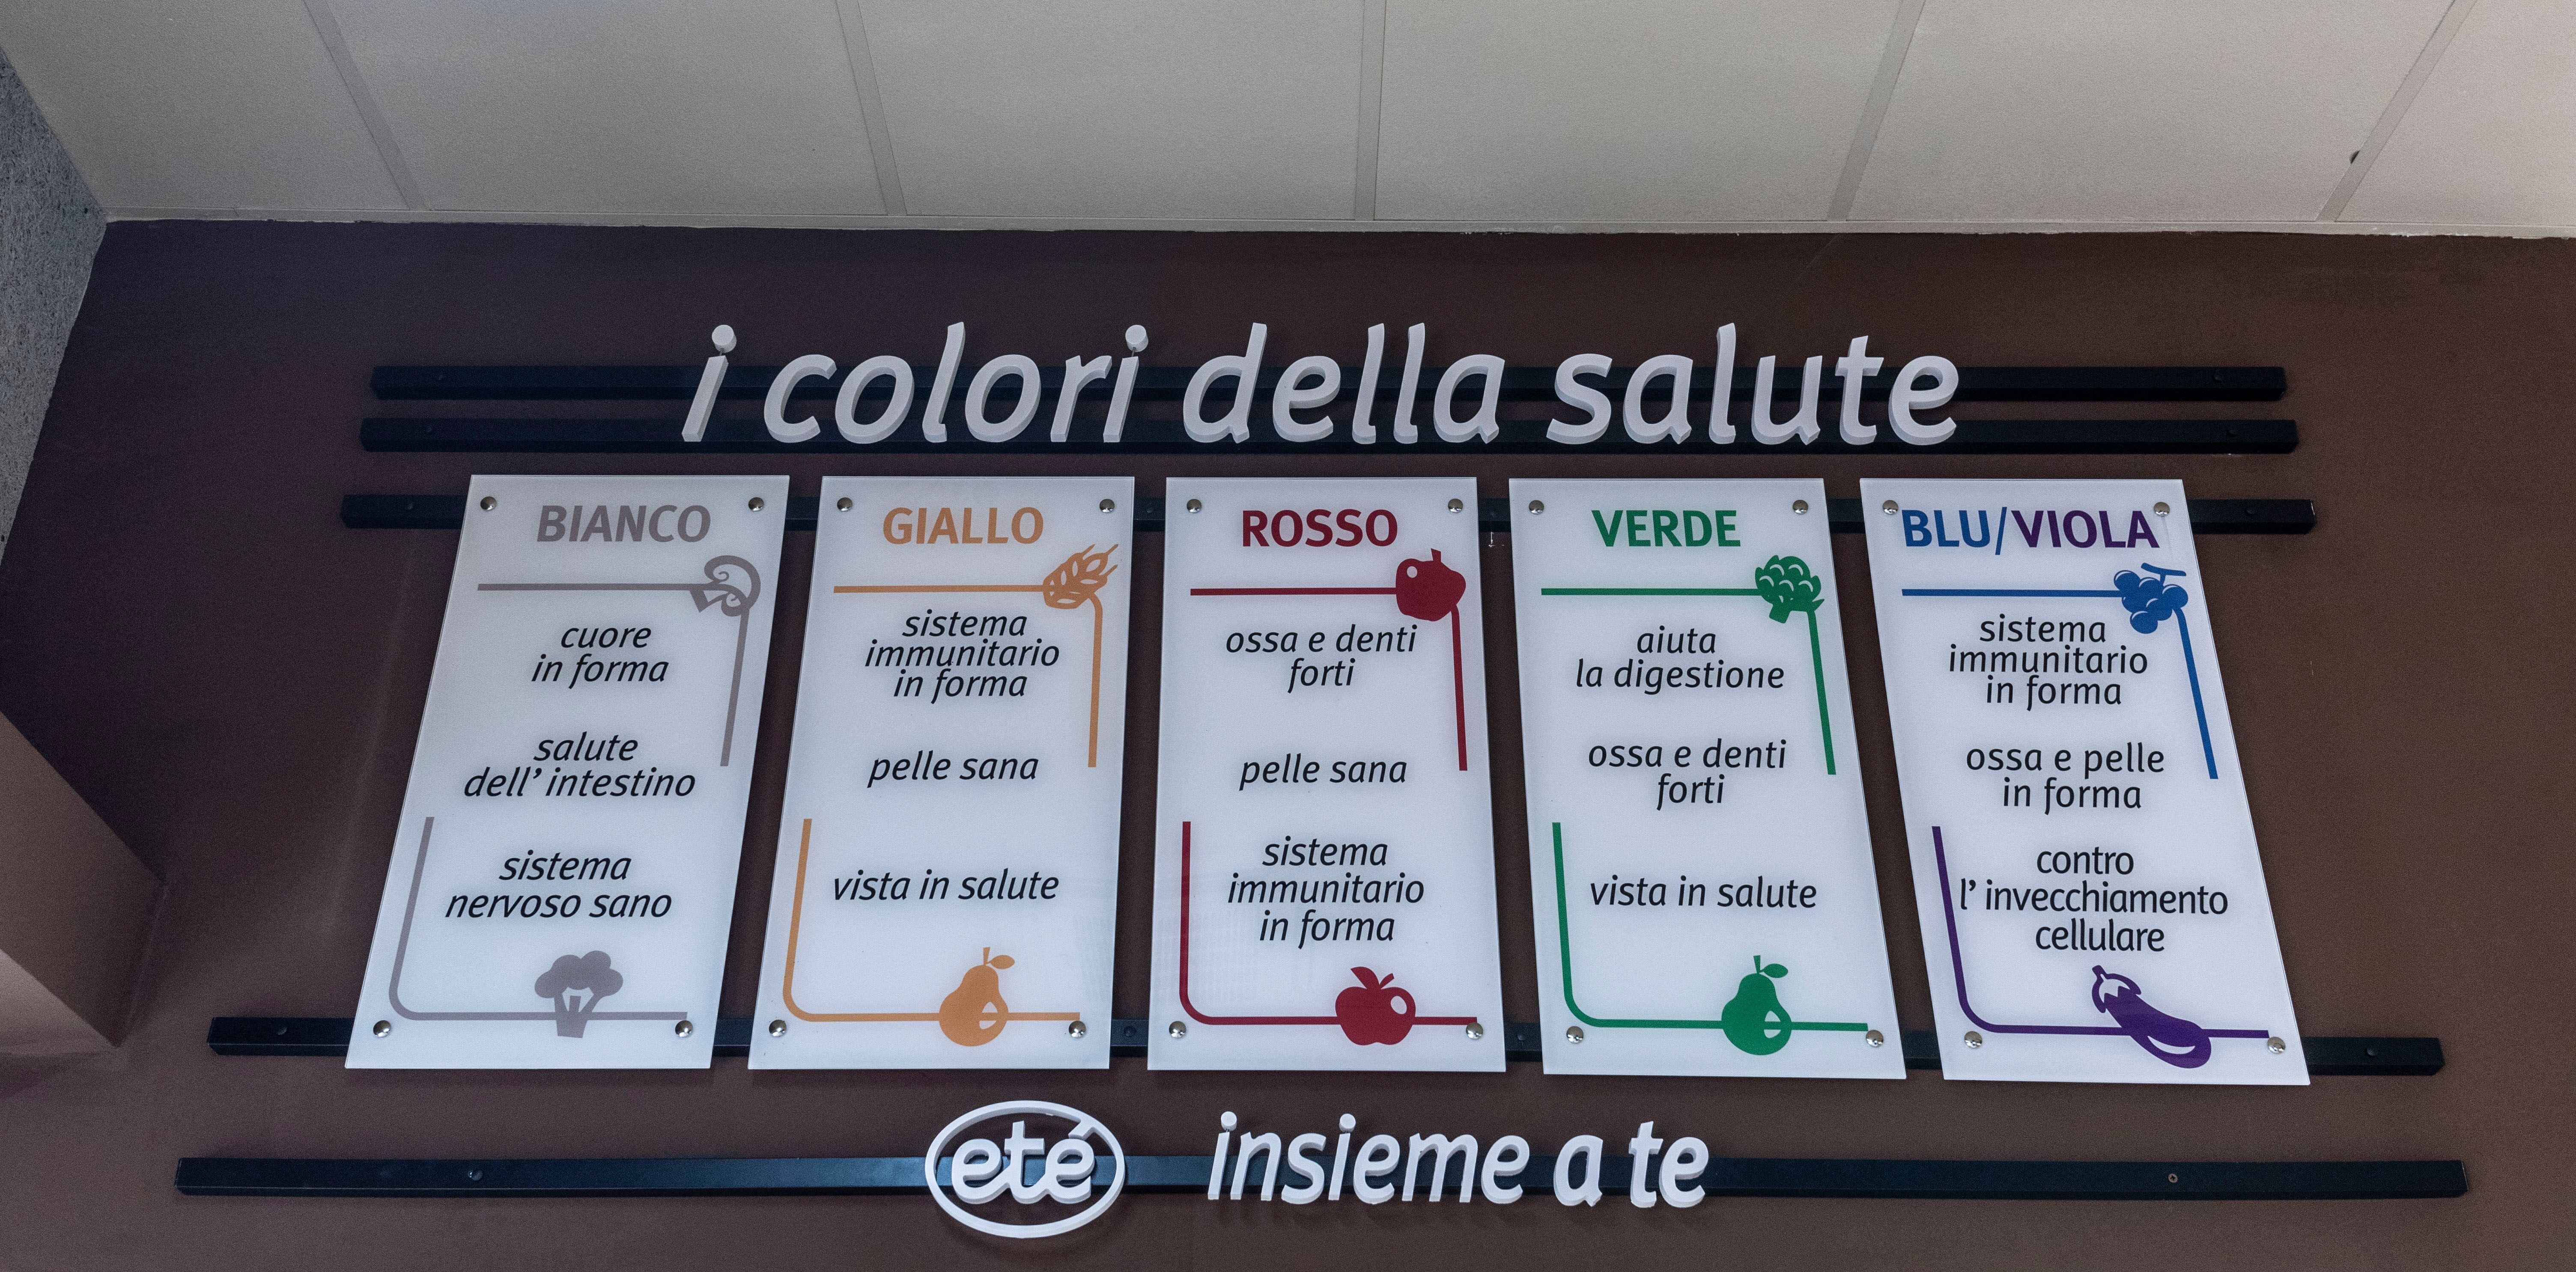 i colori della salute
BIANCO
cuore
in forma
salute
dell' intestino
sistema
nervoso sano
GIALLO
sistema
immunitario
in forma
pelle sana
vista in salute
ROSSO
ossa e denti
forti
pelle sana
sistema
immunitario
in forma
VERDE
aiuta
la digestione
ossa e denti
forti
vista in salute
BLU/VIOLA
sistema
immunitario
in forma
ossa e pelle
in forma
contro
l' invecchiamento
cellulare
eté insieme a te